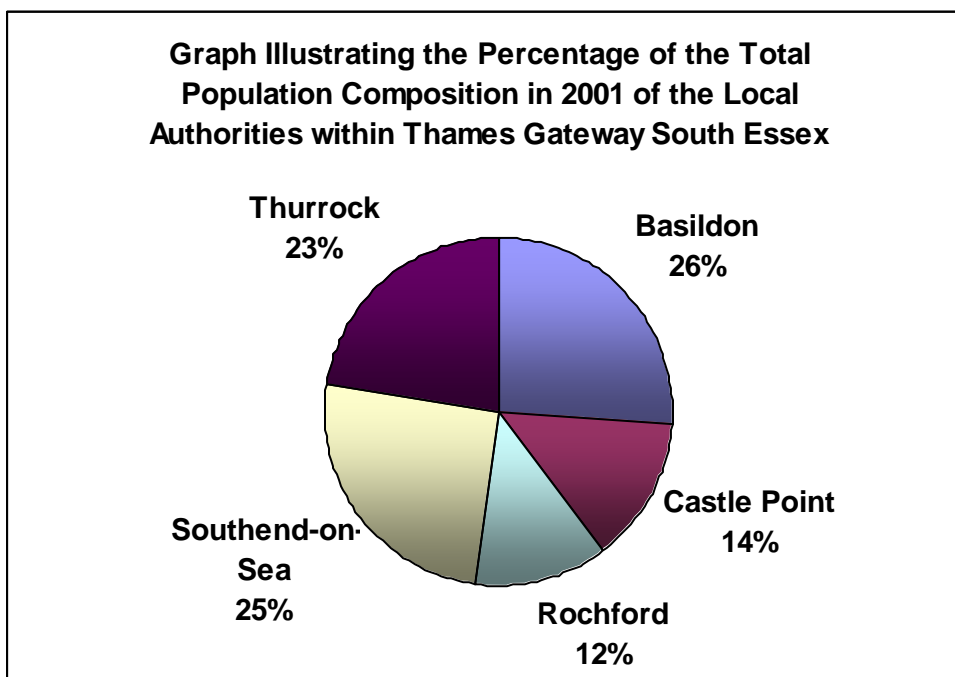 Graph Illustrating the Percentage of the Total
Population Composition in 2001 of the Local
Authorities within Thames Gateway South Essex
Thurrock
23%
Basildon
26%
Castle Point
14%
Southend-on-
Sea
25%
Rochford
12%